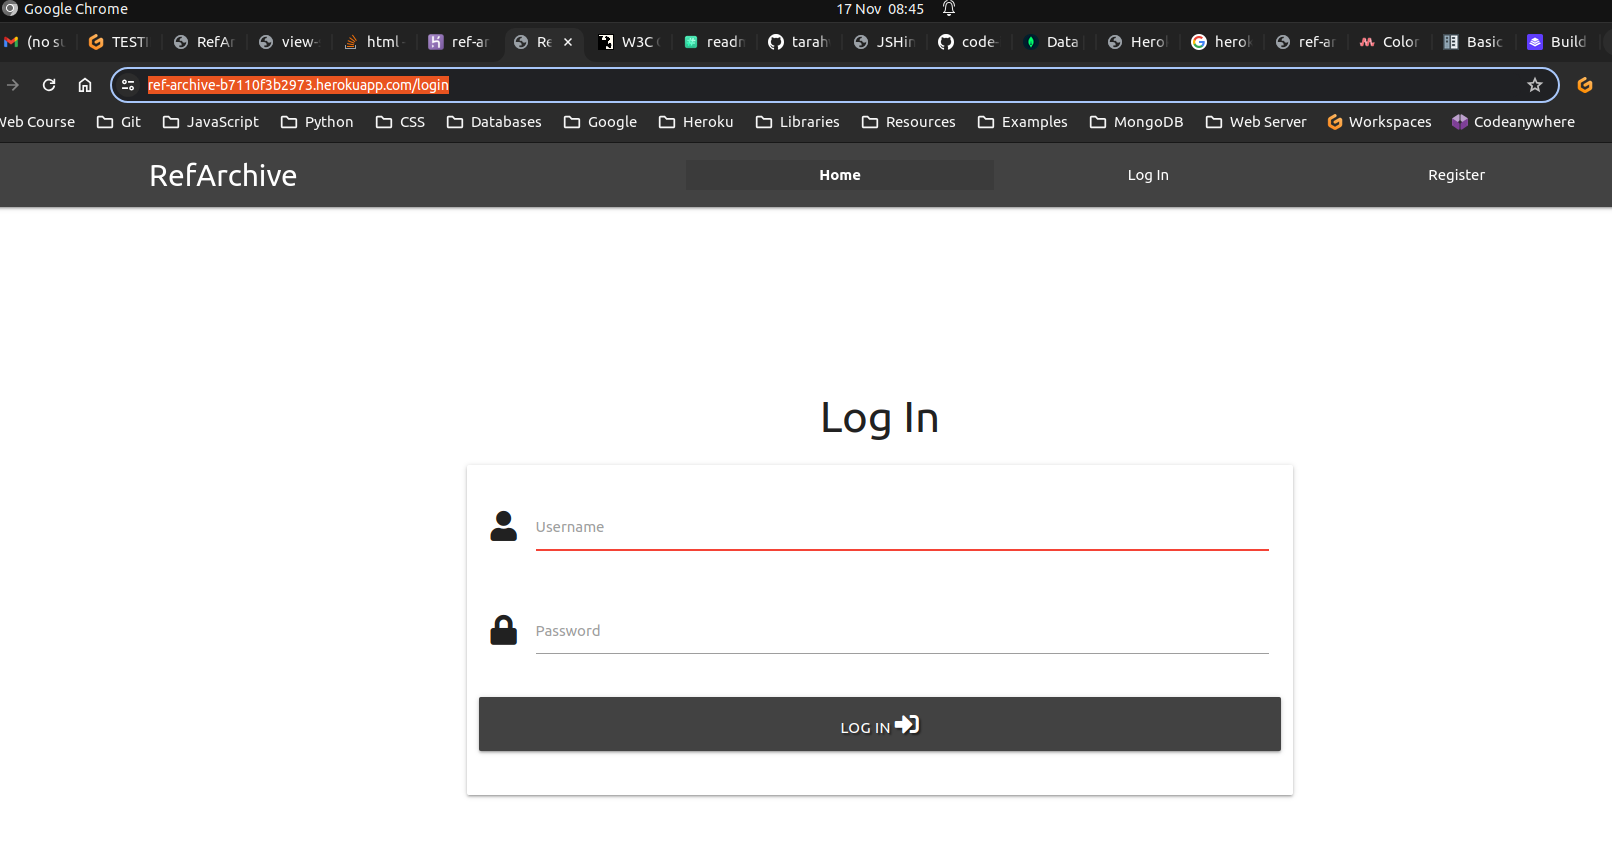 Google Chrome 17 Nov 08:45
(no su TESTI RefAr view- html - ref-ar Re W3C readn tarah JSHin code- Data Herol herok ref-ar Color Basic Build
ref-archive-b7110f3b2973.herokuapp.com/login
Web Course Git JavaScript Python CSS Databases Google Heroku Libraries Resources Examples MongoDB Web Server Workspaces Codeanywhere
RefArchive Home Log In Register
Log In
Username
Password
LOG IN